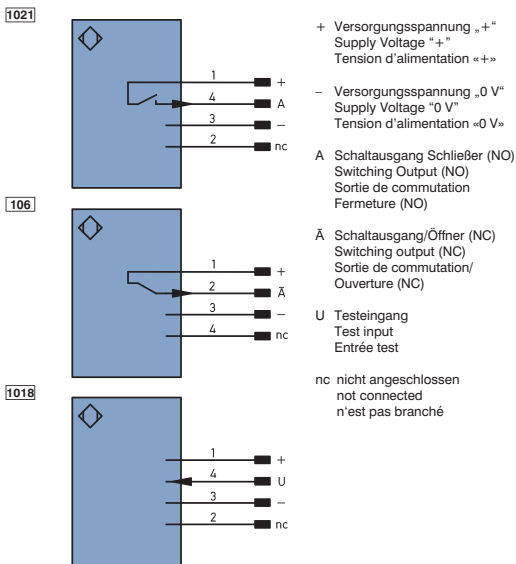 1021
1 +
4 A
3 –
2 nc
106
1 +
2 Ā
3 –
4 nc
1018
1 +
4 U
3 –
2 nc
+ Versorgungsspannung „+“
Supply Voltage “+”
Tension d’alimentation «+»
– Versorgungsspannung „0 V“
Supply Voltage “0 V”
Tension d’alimentation «0 V»
A Schaltausgang Schließer (NO)
Switching Output (NO)
Sortie de commutation
Fermeture (NO)
Ā Schaltausgang/Öffner (NC)
Switching output (NC)
Sortie de commutation/
Ouverture (NC)
U Testeingang
Test input
Entrée test
nc nicht angeschlossen
not connected
n‘est pas branché